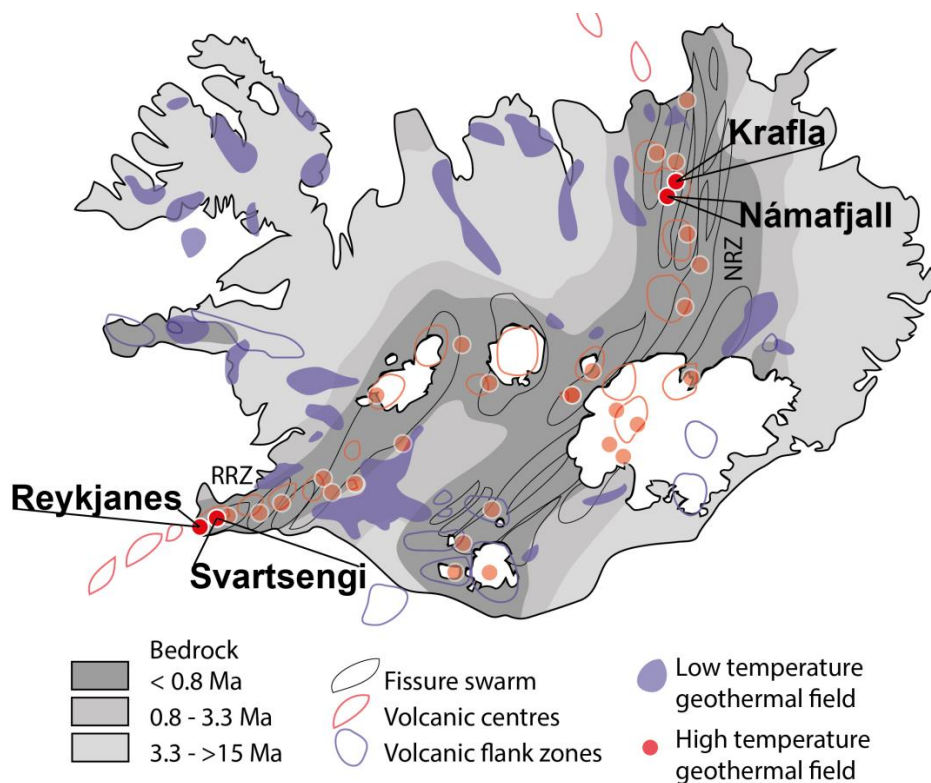 Krafla
Námafjall
NRZ
RRZ
Reykjanes
Svartsengi
Bedrock
< 0.8 Ma
0.8 - 3.3 Ma
3.3 - >15 Ma
Fissure swarm
Volcanic centres
Volcanic flank zones
Low temperature
geothermal field
High temperature
geothermal field